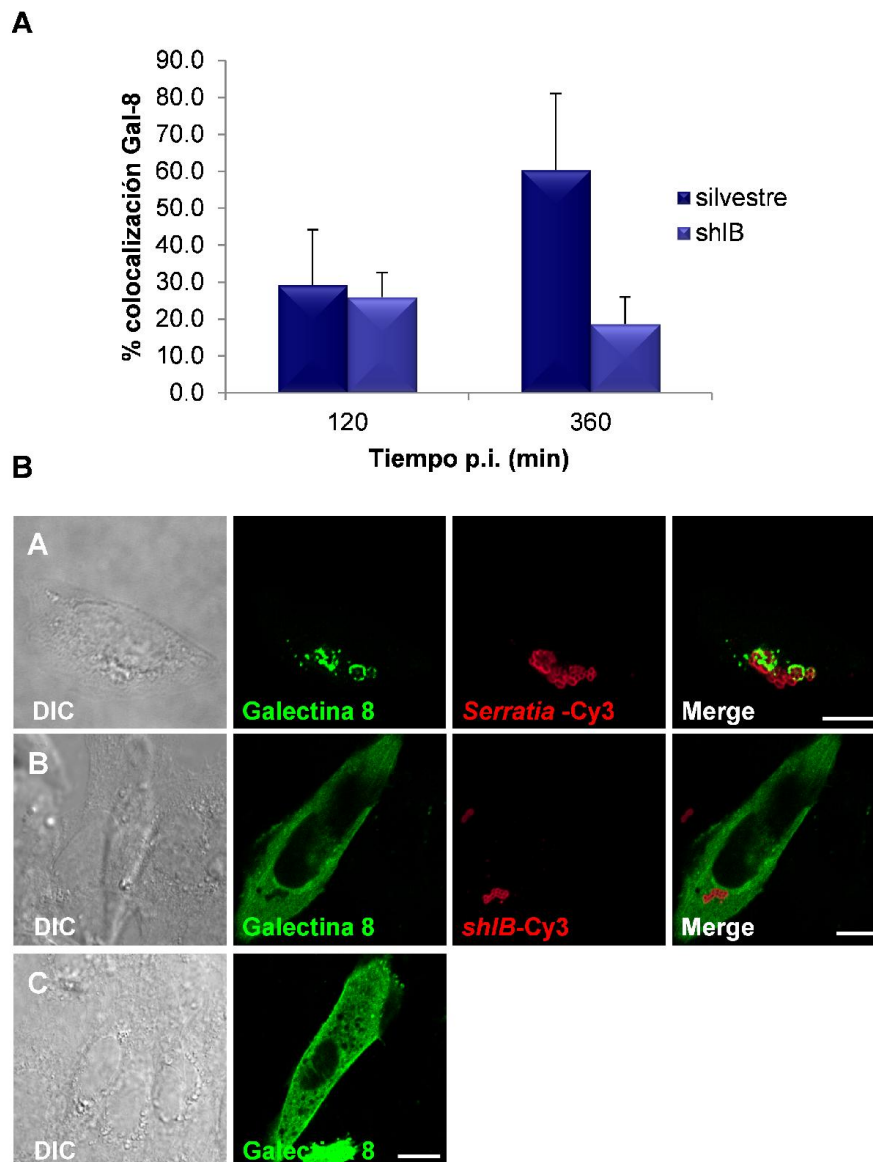 A
90.0
80.0
70.0
60.0
50.0
40.0
30.0
20.0
10.0
0.0
% colocalización Gal-8
120
360
Tiempo p.i. (min)
silvestre
shlB
B
A
DIC
Galectina 8
Serratia -Cy3
Merge
B
DIC
Galectina 8
shlB-Cy3
Merge
C
DIC
Galectina 8